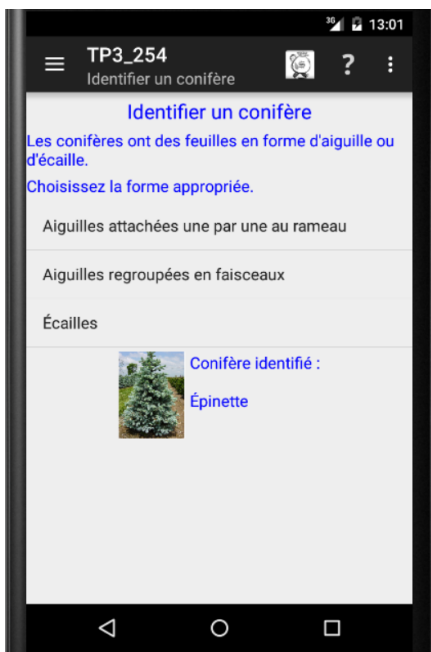 3G 13:01
TP3_254
Identifier un conifère
?
Identifier un conifère
Les conifères ont des feuilles en forme d'aiguille ou
d'écaille.
Choisissez la forme appropriée.
Aiguilles attachées une par une au rameau
Aiguilles regroupées en faisceaux
Écailles
Conifère identifié :
Épinette